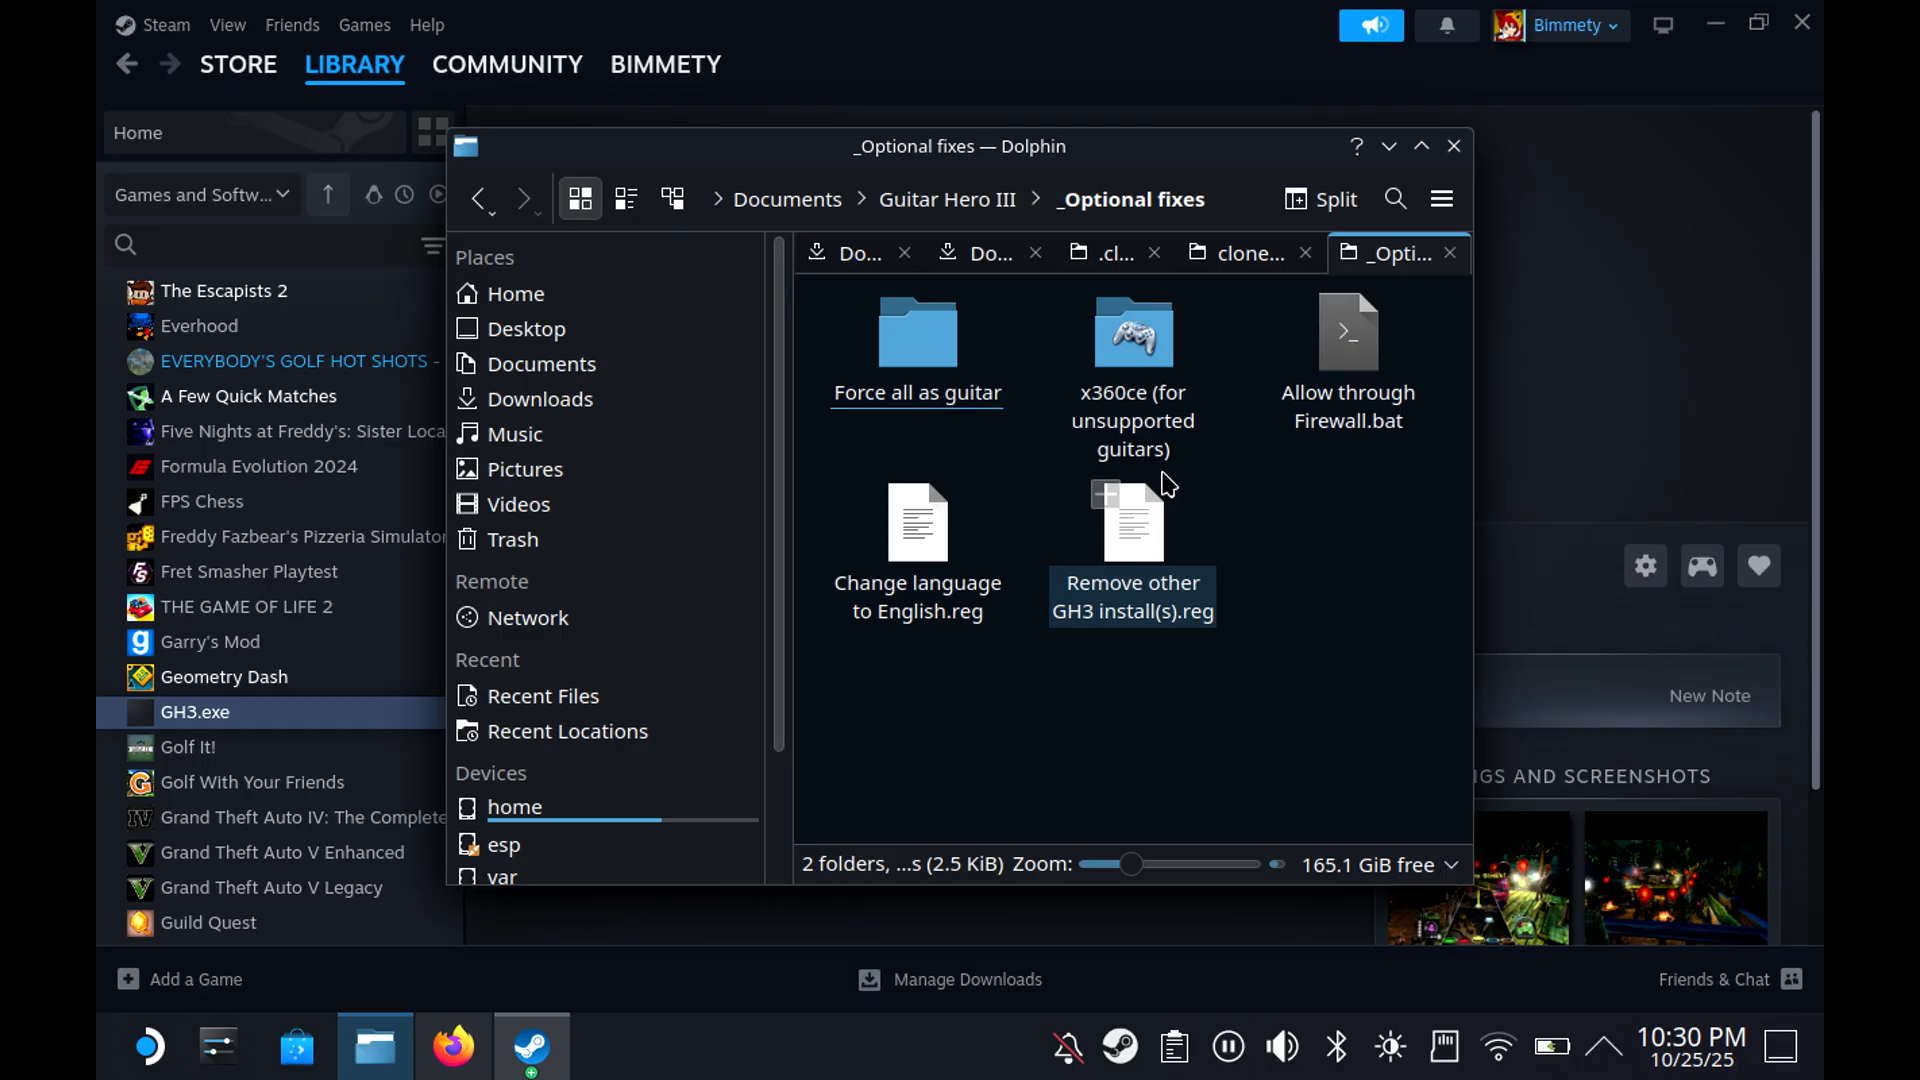 Steam View Friends Games Help
Bimmety
STORE LIBRARY COMMUNITY BIMMETY
Home
Games and Softw...
The Escapists 2
Everhood
EVERYBODY'S GOLF HOT SHOTS -
A Few Quick Matches
Five Nights at Freddy's: Sister Loca
Formula Evolution 2024
FPS Chess
Freddy Fazbear's Pizzeria Simulator
Fret Smasher Playtest
THE GAME OF LIFE 2
Garry's Mod
Geometry Dash
GH3.exe
Golf It!
Golf With Your Friends
Grand Theft Auto IV: The Complete
Grand Theft Auto V Enhanced
Grand Theft Auto V Legacy
Guild Quest
_Optional fixes — Dolphin
Documents > Guitar Hero III > _Optional fixes
Split
Places
Home
Desktop
Documents
Downloads
Music
Pictures
Videos
Trash
Remote
Network
Recent
Recent Files
Recent Locations
Devices
home
esp
var
Do... Do... .cl... clone... _Opti...
Force all as guitar
x360ce (for
unsupported
guitars)
Allow through
Firewall.bat
Change language
to English.reg
Remove other
GH3 install(s).reg
2 folders, ...s (2.5 KiB) Zoom: 165.1 GiB free
New Note
GS AND SCREENSHOTS
Add a Game
Manage Downloads
Friends & Chat
10:30 PM
10/25/25